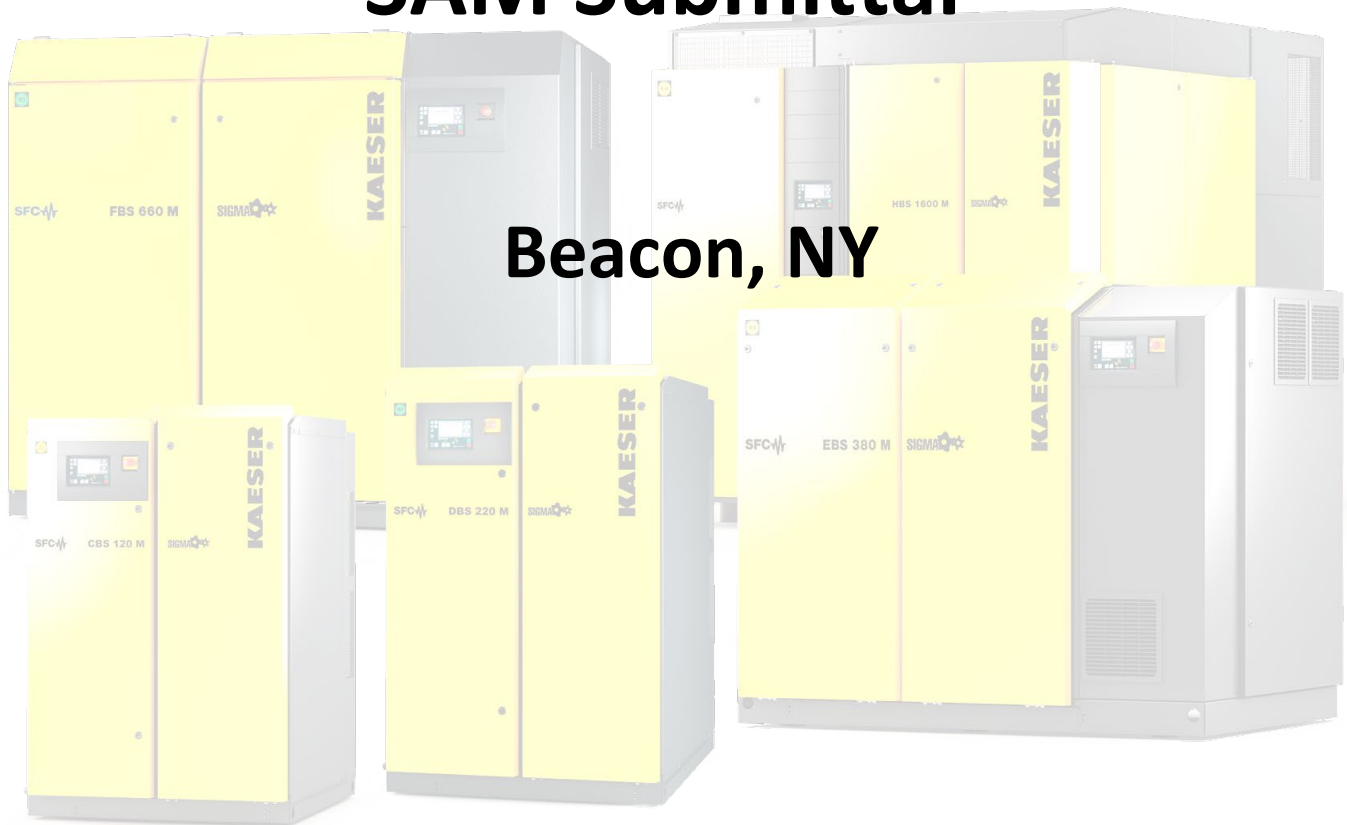 SAM Submittal
KAESER
SFC
FBS 660 M
SIGMA
KAESER
SFC
HBS 1600 M
SIGMA
Beacon, NY
KAESER
SFC
EBS 380 M
SIGMA
KAESER
SFC
DBS 220 M
SIGMA
KAESER
SFC
CBS 120 M
SIGMA